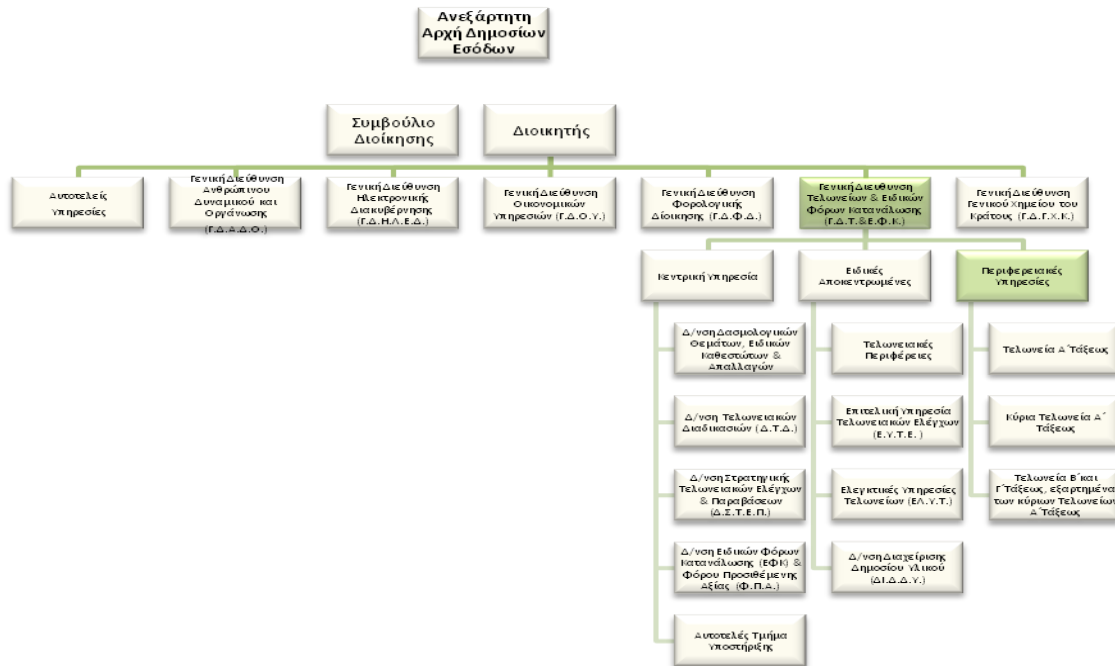 Ανεξάρτητη
Αρχή Δημοσίων
Εσόδων
Συμβούλιο
Διοίκησης
Διοικητής
Αυτοτελείς
Υπηρεσίες
Γενική Διεύθυνση
Ανθρώπινου
Δυναμικού και
Οργάνωσης
(Γ.Δ.Α.Δ.Ο.)
Γενική Διεύθυνση
Ηλεκτρονικής
Διακυβέρνησης
(Γ.Δ.Η.Λ.Ε.Δ.)
Γενική Διεύθυνση
Οικονομικών
Υπηρεσιών (Γ.Δ.Ο.Υ.)
Γενική Διεύθυνση
Φορολογικής
Διοίκησης (Γ.Δ.Φ.Δ.)
Γενική Διευθυνση
Τελωνείων & Ειδικών
Φόρων Κατανάλωσης
(Γ.Δ.Τ.&Ε.Φ.Κ.)
Γενική Διεύθυνση
Γενικού Χημείου του
Κράτους (Γ.Δ.Γ.Χ.Κ.)
Κεντρική Υπηρεσία
Ειδικές
Αποκεντρωμένες
Περιφερειακές
Υπηρεσίες
Δ/νση Δασμολογικών
Θεμάτων, Ειδικών
Καθεστώτων &
Απαλλαγών
Δ/νση Τελωνειακών
Διαδικασιών (Δ.Τ.Δ.)
Δ/νση Στρατηγικής
Τελωνειακών Ελέγχων
& Παραβάσεων
(Δ.Σ.Τ.Ε.Π.)
Δ/νση Ειδικών Φόρων
Κατανάλωσης (ΕΦΚ) &
Φόρου Προσιθέμενης
Αξίας (Φ.Π.Α.)
Αυτοτελές Τμήμα
Υποστήριξης
Τελωνειακές
Περιφέρειες
Επιτελική Υπηρεσία
Τελωνειακών Ελέγχων
(Ε.Υ.Τ.Ε. )
Ελεγκτικές Υπηρεσίες
Τελωνείων (ΕΛ.Υ.Τ.)
Δ/νση Διαχείρισης
Δημοσίου Υλικού
(ΔΙ.Δ.Δ.Υ.)
Τελωνεία Α΄Τάξεως
Κύρια Τελωνεία Α΄
Τάξεως
Τελωνεία Β΄και
Γ΄Τάξεως, εξαρτημένα
των κύριων Τελωνείων
Α΄Τάξεως